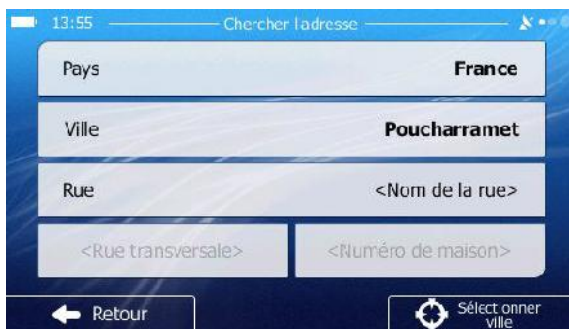 13:55 Chercher l'adresse
Pays France
Ville Poucharramet
Rue <Nom de la rue>
<Rue transversale> <Numéro de maison>
Retour Sélectionner
ville